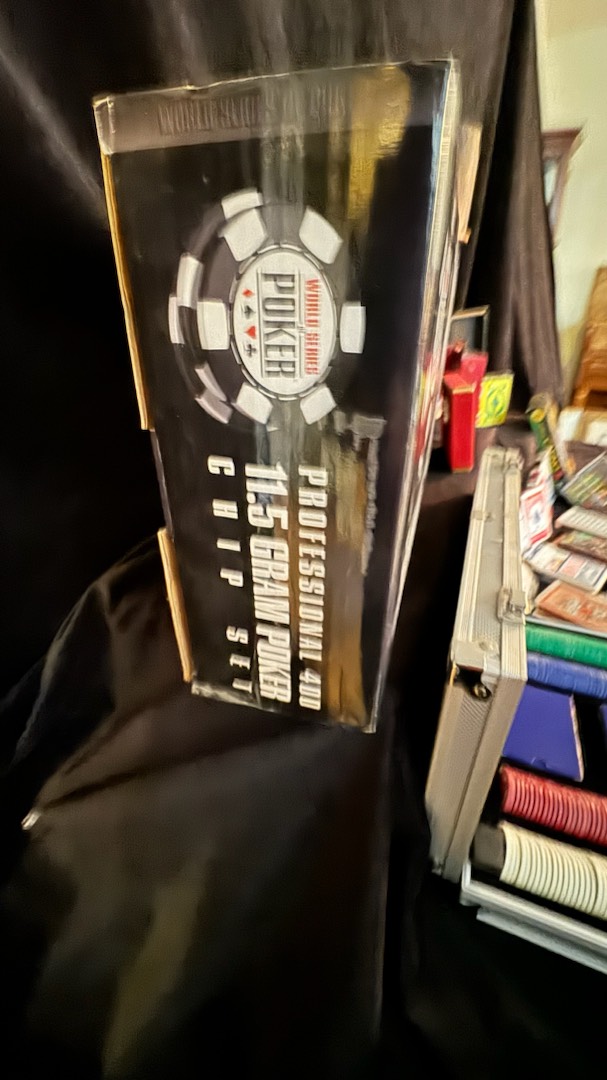 WORLD SERIES
of
POKER
PROFESSIONAL 400
11.5 GRAM POKER
CHIP SET